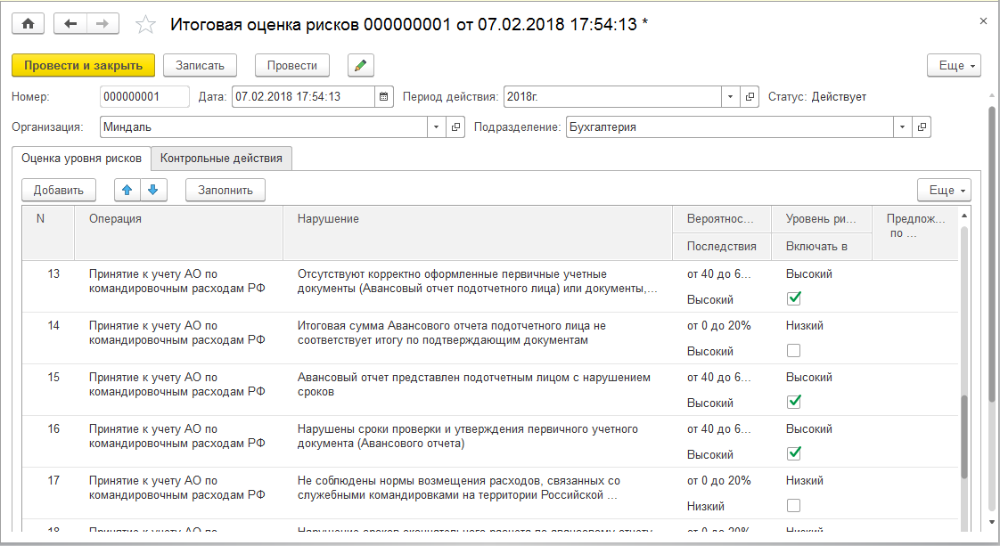 Итоговая оценка рисков 000000001 от 07.02.2018 17:54:13 *
Провести и закрыть Записать Провести Еще
Номер: 000000001 Дата: 07.02.2018 17:54:13 Период действия: 2018г. Статус: Действует
Организация: Миндаль Подразделение: Бухгалтерия
Оценка уровня рисков Контрольные действия
Добавить Заполнить Еще
N Операция Нарушение Вероятнос... Уровень ри... Предлож...
по ...
Последствия Включать в
13 Принятие к учету АО по Отсутствуют корректно оформленные первичные учетные от 40 до 6... Высокий
командировочным расходам РФ документы (Авансовый отчет подотчетного лица) или документы,...
Высокий
14 Принятие к учету АО по Итоговая сумма Авансового отчета подотчетного лица не от 0 до 20% Низкий
командировочным расходам РФ соответствует итогу по подтверждающим документам
Высокий
15 Принятие к учету АО по Авансовый отчет представлен подотчетным лицом с нарушением от 40 до 6... Высокий
командировочным расходам РФ сроков
Высокий
16 Принятие к учету АО по Нарушены сроки проверки и утверждения первичного учетного от 40 до 6... Высокий
командировочным расходам РФ документа (Авансового отчета)
Высокий
17 Принятие к учету АО по Не соблюдены нормы возмещения расходов, связанных со от 0 до 20% Низкий
командировочным расходам РФ служебными командировками на территории Российской ...
Низкий
18 Принятие к учету АО по Нарушение сроков окончательного расчета по авансовому отчету от 0 до 20% Низкий